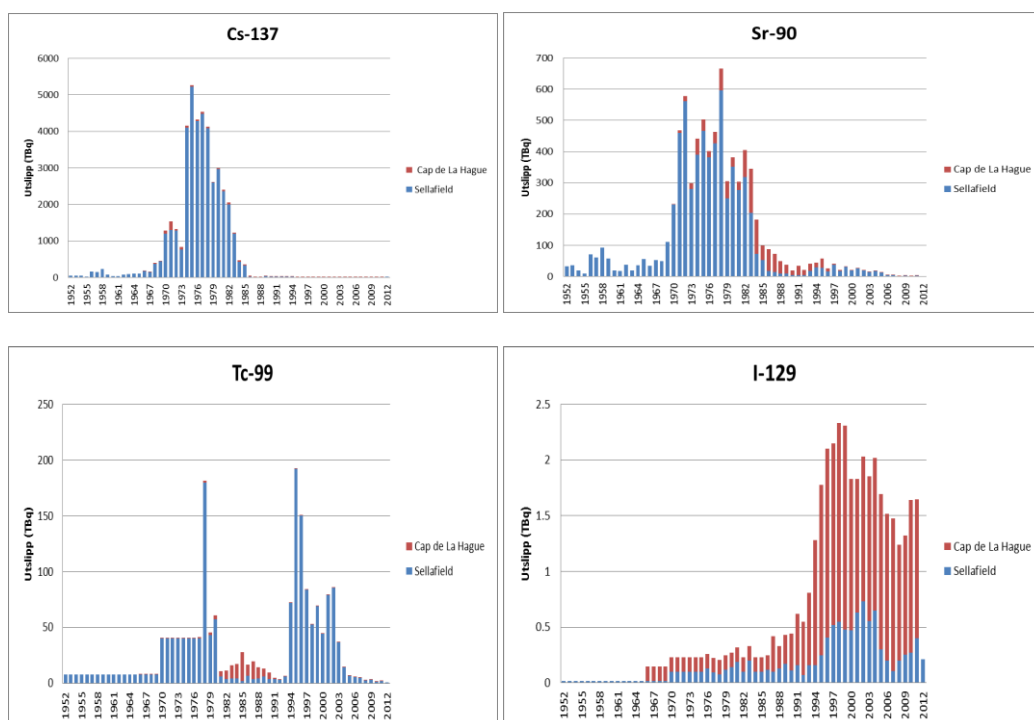 Cs-137
6000
5000
4000
3000
2000
1000
0
Utslipp (TBq)
Cap de La Hague
Sellafield
1952 1955 1958 1961 1964 1967 1970 1973 1976 1979 1982 1985 1988 1991 1994 1997 2000 2003 2006 2009 2012
Sr-90
700
600
500
400
300
200
100
0
Utslipp (TBq)
Cap de La Hague
Sellafield
1952 1955 1958 1961 1964 1967 1970 1973 1976 1979 1982 1985 1988 1991 1994 1997 2000 2003 2006 2009 2012
Tc-99
250
200
150
100
50
0
Utslipp (TBq)
Cap de La Hague
Sellafield
1952 1955 1958 1961 1964 1967 1970 1973 1976 1979 1982 1985 1988 1991 1994 1997 2000 2003 2006 2009 2012
I-129
2.5
2
1.5
1
0.5
0
Utslipp (TBq)
Cap de La Hague
Sellafield
1952 1955 1958 1961 1964 1967 1970 1973 1976 1979 1982 1985 1988 1991 1994 1997 2000 2003 2006 2009 2012